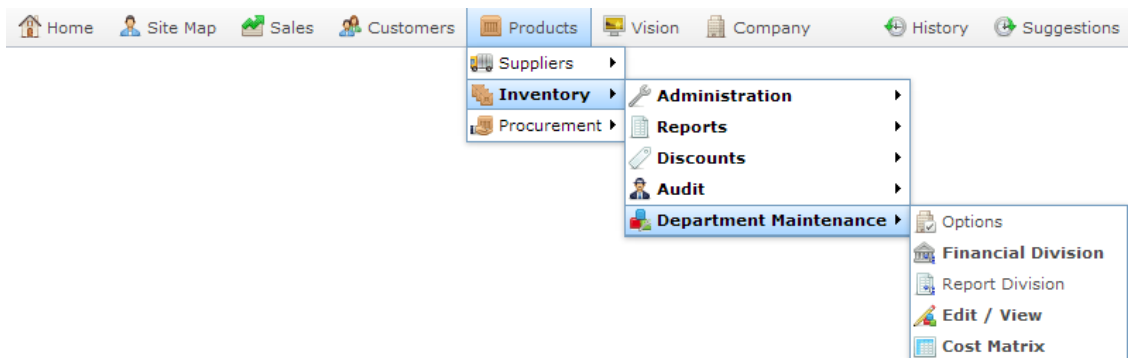 Home Site Map Sales Customers Products Vision Company History Suggestions
Suppliers
Inventory
Procurement
Administration
Reports
Discounts
Audit
Department Maintenance
Options
Financial Division
Report Division
Edit / View
Cost Matrix